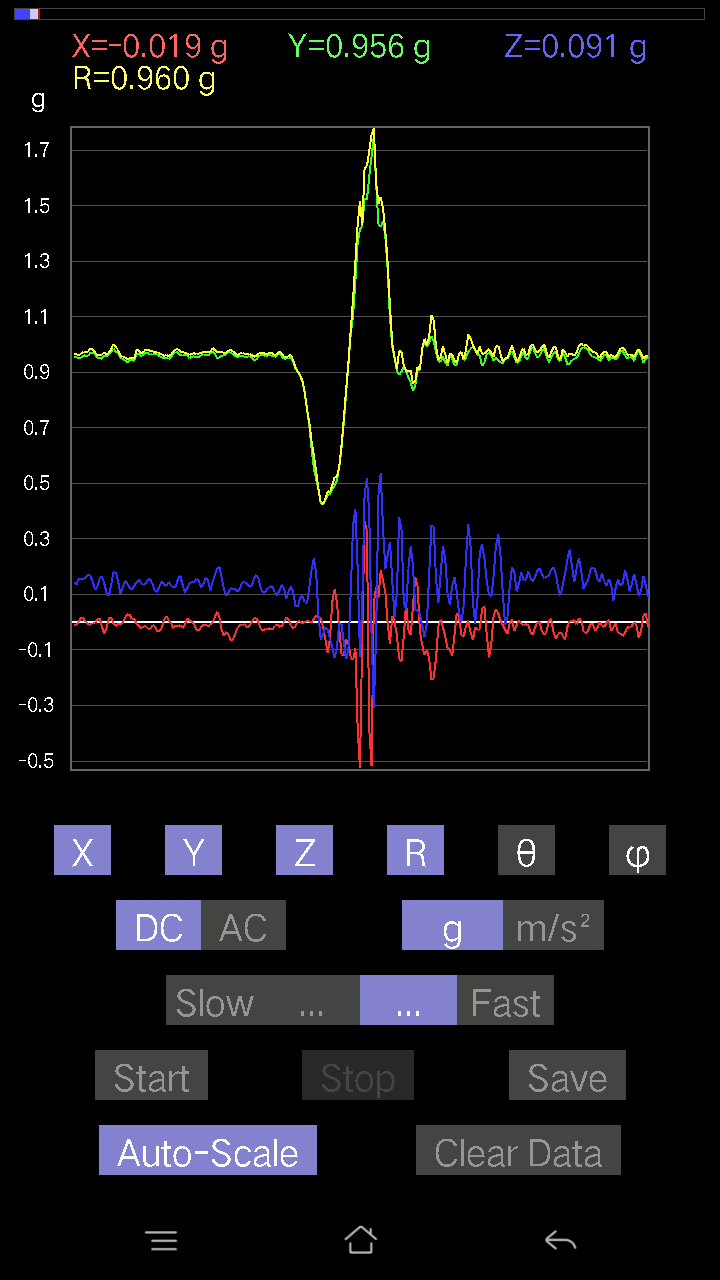 X=-0.019 g Y=0.956 g Z=0.091 g
R=0.960 g
g
1.7
1.5
1.3
1.1
0.9
0.7
0.5
0.3
0.1
-0.1
-0.3
-0.5
X Y Z R θ φ
DC AC g m/s²
Slow ... ... Fast
Start Stop Save
Auto-Scale Clear Data